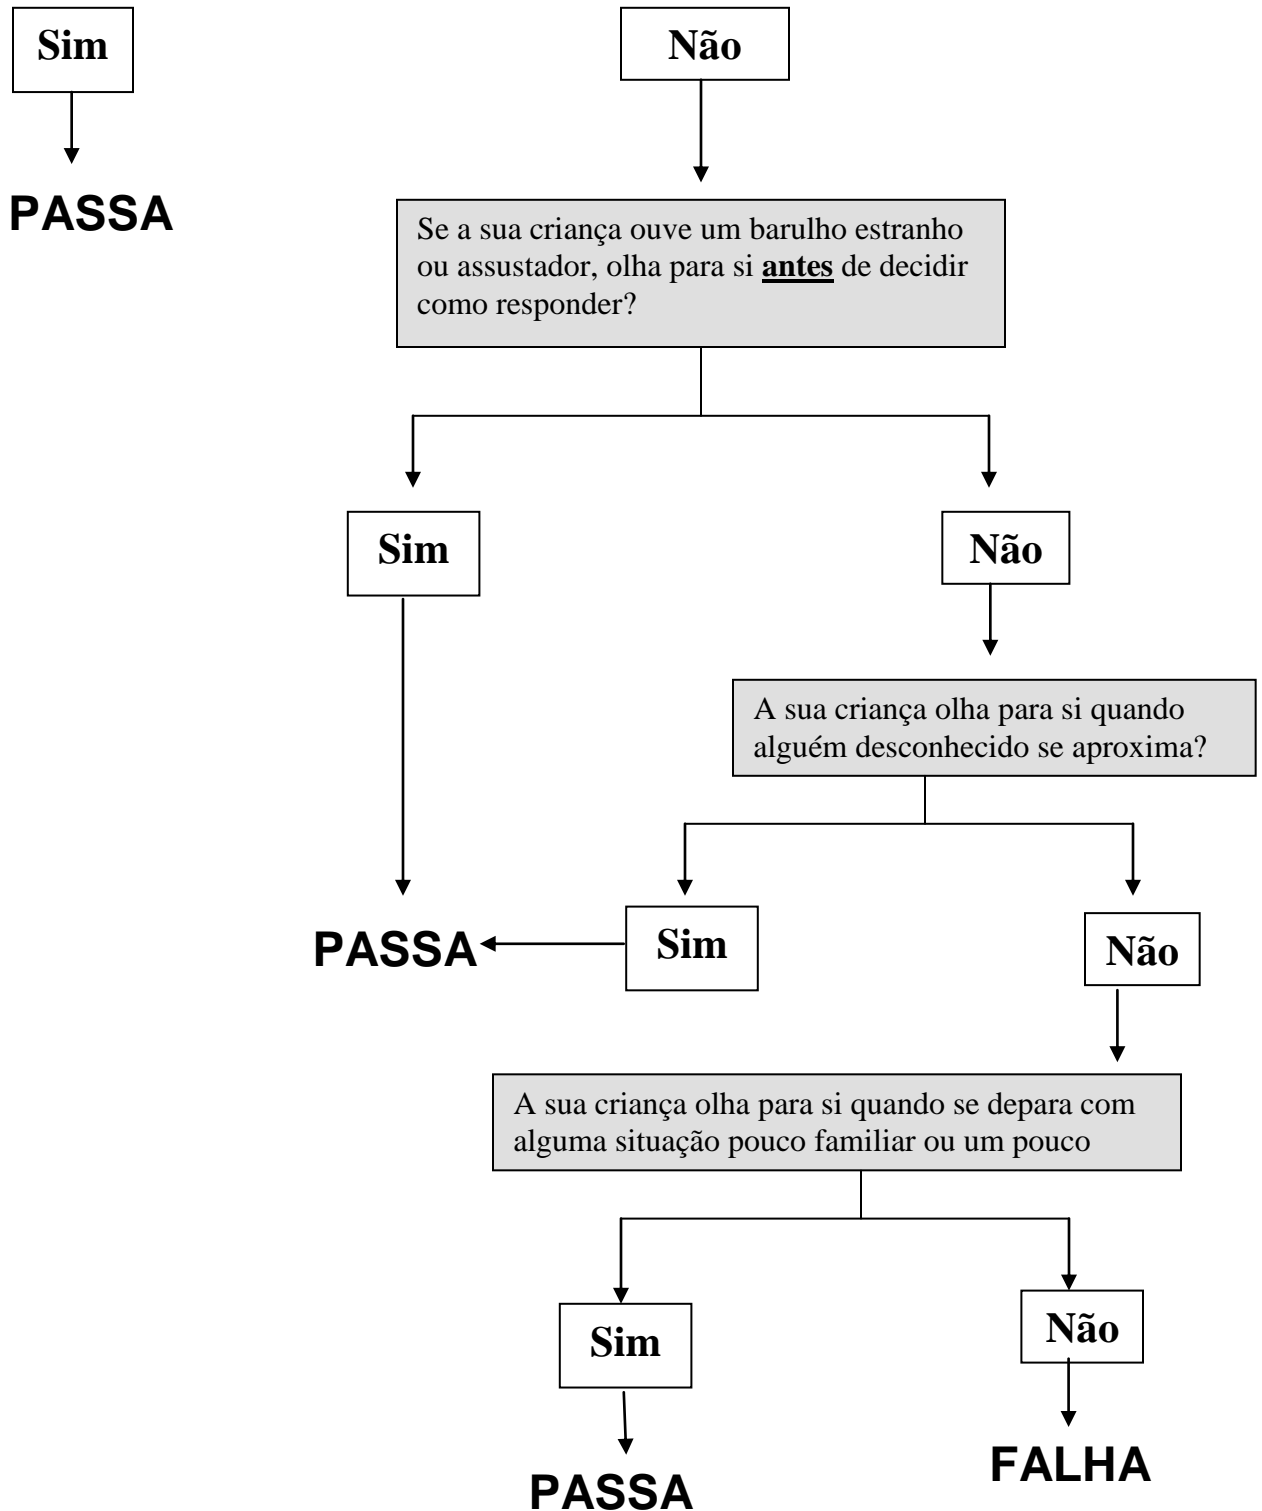 Sim
Não
PASSA
Se a sua criança ouve um barulho estranho
ou assustador, olha para si antes de decidir
como responder?
Sim
Não
A sua criança olha para si quando
alguém desconhecido se aproxima?
PASSA
Sim
Não
A sua criança olha para si quando se depara com
alguma situação pouco familiar ou um pouco
Sim
Não
PASSA
FALHA